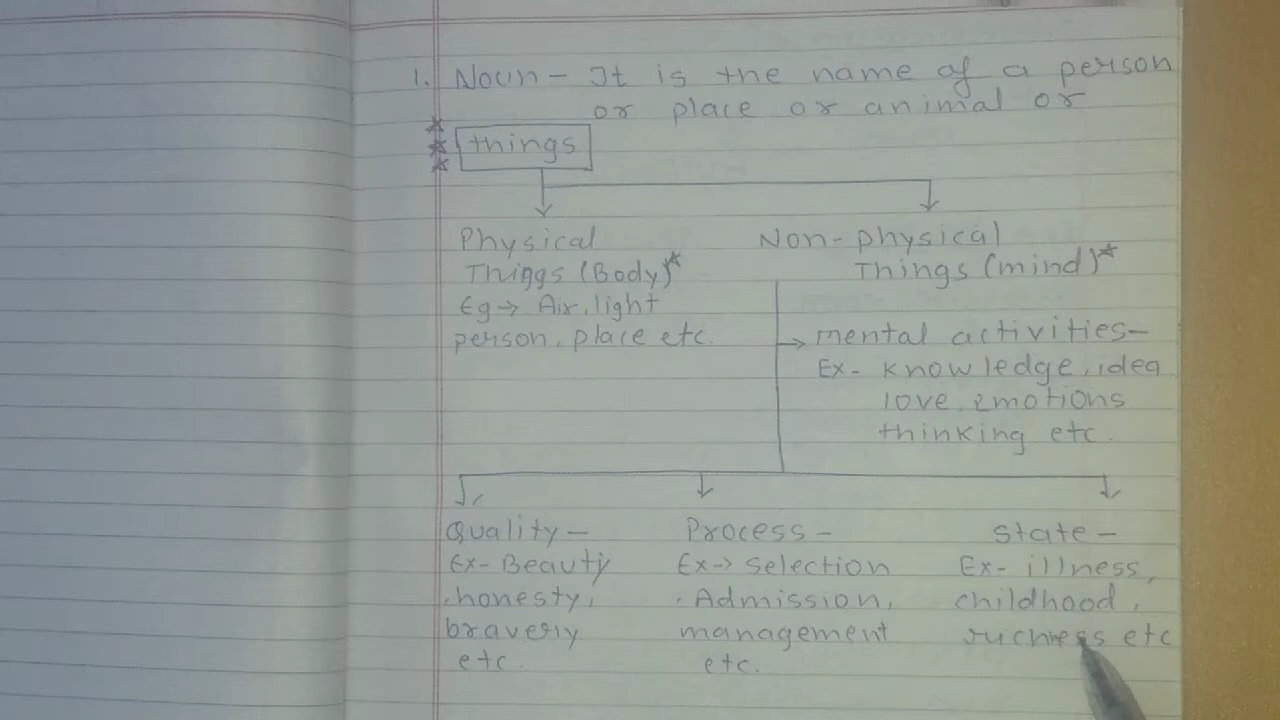 1. Noun - It is the name of a person
or place or animal or
things
Physical
Things (Body)*
Eg → Air, light
person, place etc.
Non-physical
Things (mind)*
→ mental activities-
Ex- knowledge, idea
love, emotions
thinking etc.
Quality -
Ex- Beauty
, honesty,
bravery
etc.
Process -
Ex → selection
, Admission,
management
etc.
State -
Ex- illness,
childhood,
richness etc